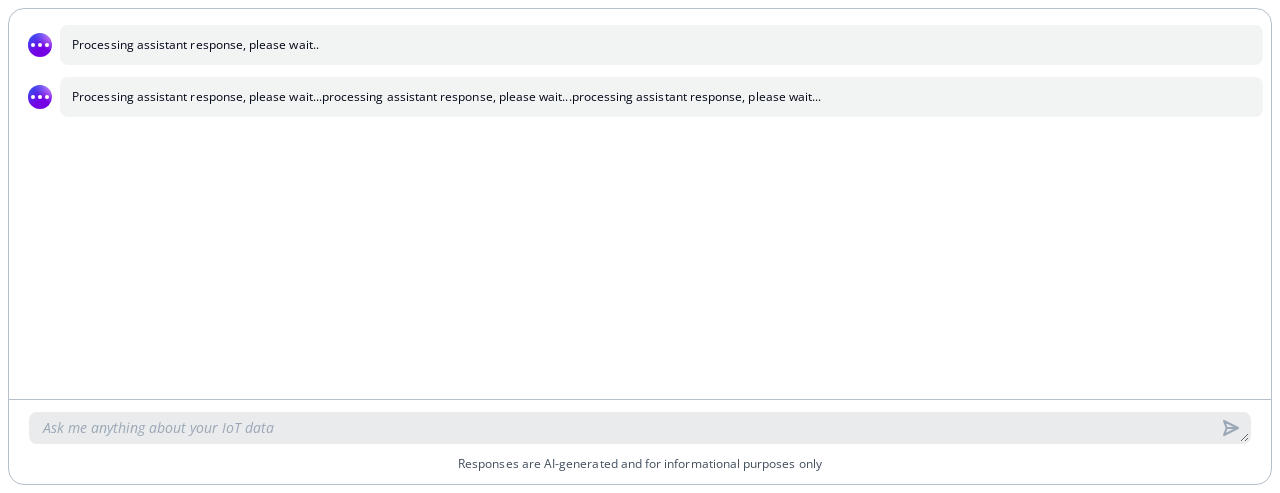 Processing assistant response, please wait..
Processing assistant response, please wait...processing assistant response, please wait...processing assistant response, please wait...
Ask me anything about your IoT data
Responses are AI-generated and for informational purposes only